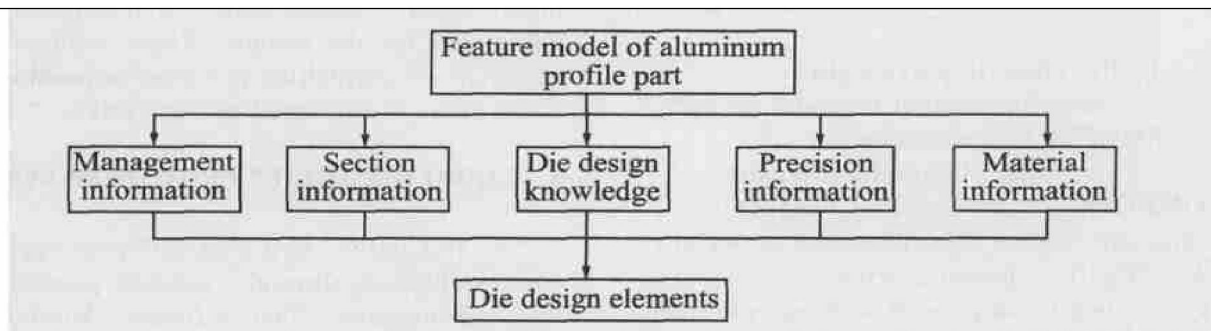 Feature model of aluminum
profile part
Management
information
Section
information
Die design
knowledge
Precision
information
Material
information
Die design elements